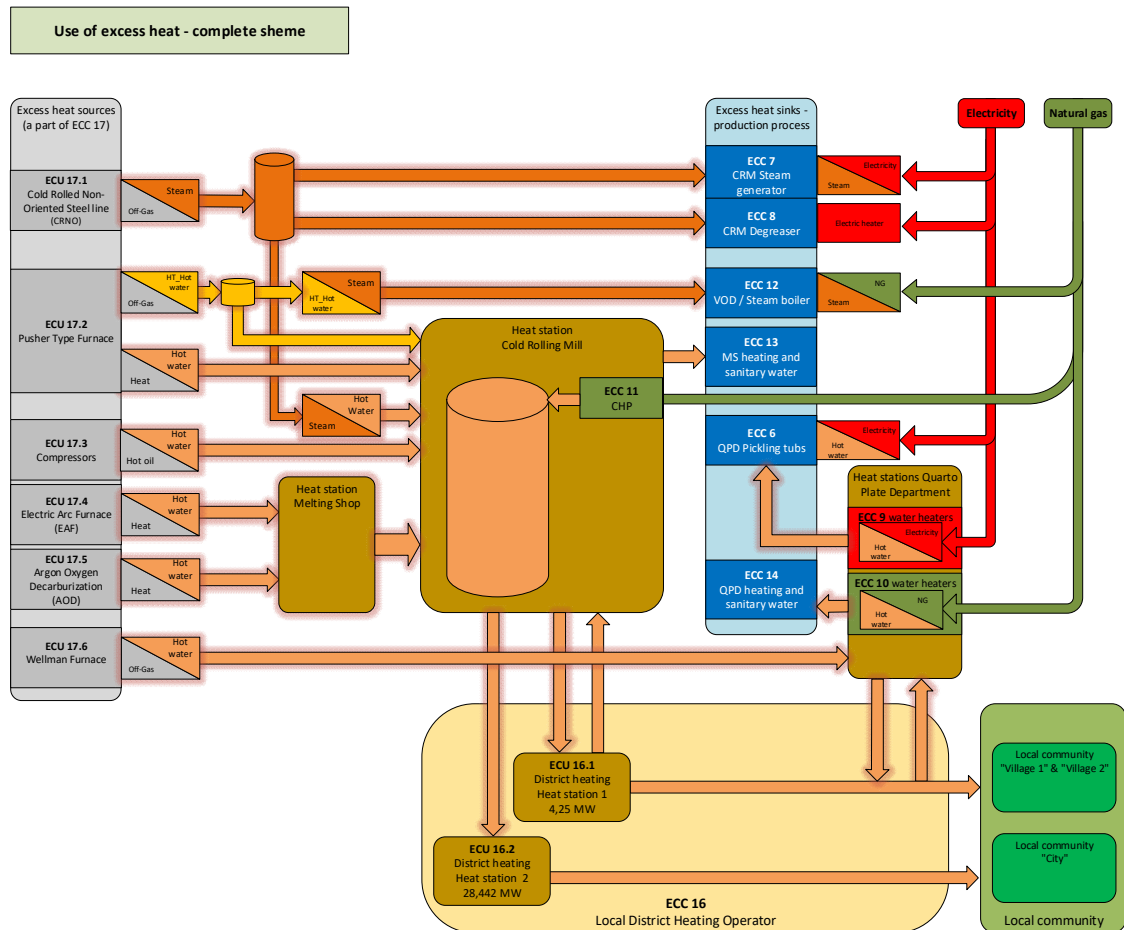 Use of excess heat - complete sheme
Excess heat sources
(a part of ECC 17)
ECU 17.1
Cold Rolled Non-
Oriented Steel line
(CRNO)
Steam
Off-Gas
ECU 17.2
Pusher Type Furnace
HT_Hot
water
Off-Gas
Steam
HT_Hot
water
Hot
water
Heat
Hot
Water
Steam
ECU 17.3
Compressors
Hot
water
Hot oil
ECU 17.4
Electric Arc Furnace
(EAF)
Hot
water
Heat
ECU 17.5
Argon Oxygen
Decarburization
(AOD)
Hot
water
Heat
ECU 17.6
Wellman Furnace
Hot
water
Off-Gas
Heat station
Melting Shop
Heat station
Cold Rolling Mill
ECC 11
CHP
Excess heat sinks -
production process
ECC 7
CRM Steam
generator
Electricity
Steam
ECC 8
CRM Degreaser
Electric heater
ECC 12
VOD / Steam boiler
NG
Steam
ECC 13
MS heating and
sanitary water
ECC 6
QPD Pickling tubs
Electricity
Hot
water
ECC 14
QPD heating and
sanitary water
Electricity
Natural gas
Heat stations Quarto
Plate Department
ECC 9 water heaters
Electricity
Hot
water
ECC 10 water heaters
NG
Hot
water
ECU 16.1
District heating
Heat station 1
4,25 MW
ECU 16.2
District heating
Heat station 2
28,442 MW
ECC 16
Local District Heating Operator
Local community
"Village 1" & "Village 2"
Local community
"City"
Local community